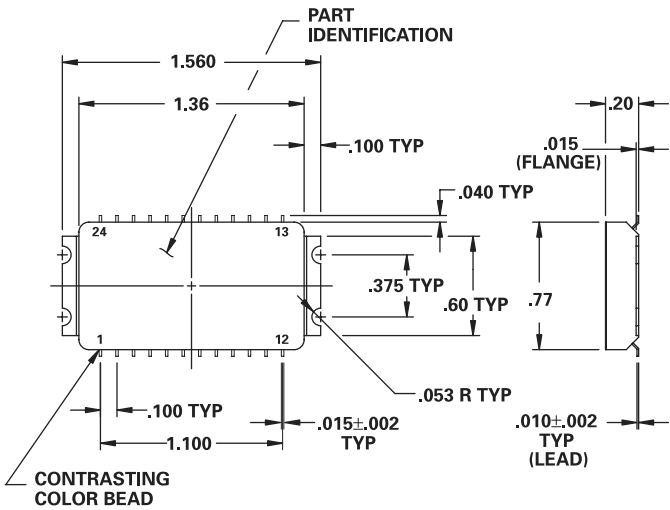 PART
IDENTIFICATION
1.560
1.36
.20
.100 TYP
.015
(FLANGE)
.040 TYP
24
13
.375 TYP
.60 TYP
.77
1
12
.053 R TYP
.100 TYP
.015±.002
TYP
.010±.002
TYP
(LEAD)
1.100
CONTRASTING
COLOR BEAD